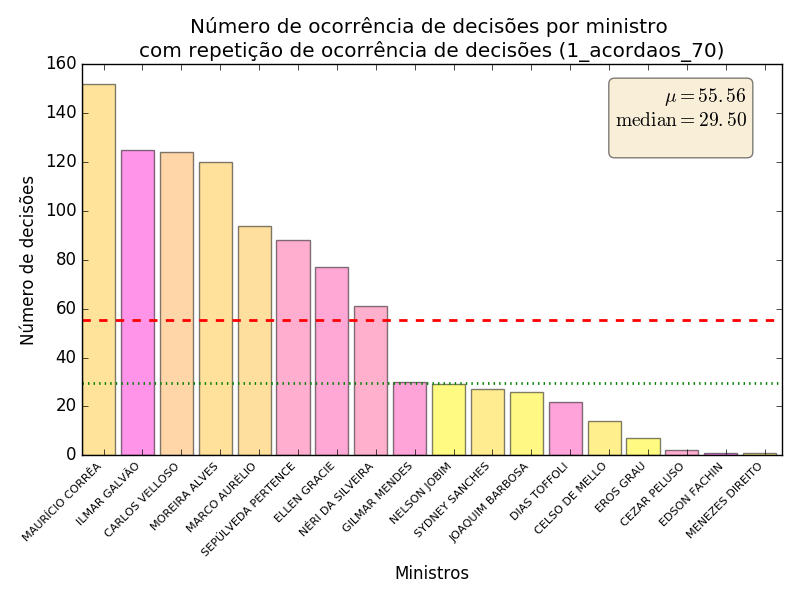 Número de ocorrência de decisões por ministro
com repetição de ocorrência de decisões (1_acordaos_70)
μ = 55.56
median = 29.50
Número de decisões
160
140
120
100
80
60
40
20
0
MAURÍCIO CORRÊA
ILMAR GALVÃO
CARLOS VELLOSO
MOREIRA ALVES
MARCO AURÉLIO
SEPÚLVEDA PERTENCE
ELLEN GRACIE
NÉRI DA SILVEIRA
GILMAR MENDES
NELSON JOBIM
SYDNEY SANCHES
JOAQUIM BARBOSA
DIAS TOFFOLI
CELSO DE MELLO
EROS GRAU
CEZAR PELUSO
EDSON FACHIN
MENEZES DIREITO
Ministros